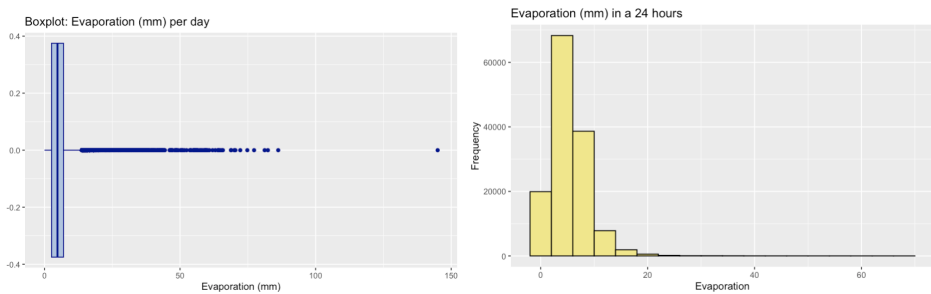 Boxplot: Evaporation (mm) per day
0.4
0.2
0.0
-0.2
-0.4
0 50 100 150
Evaporation (mm)
Evaporation (mm) in a 24 hours
Frequency
60000
40000
20000
0
0 20 40 60
Evaporation